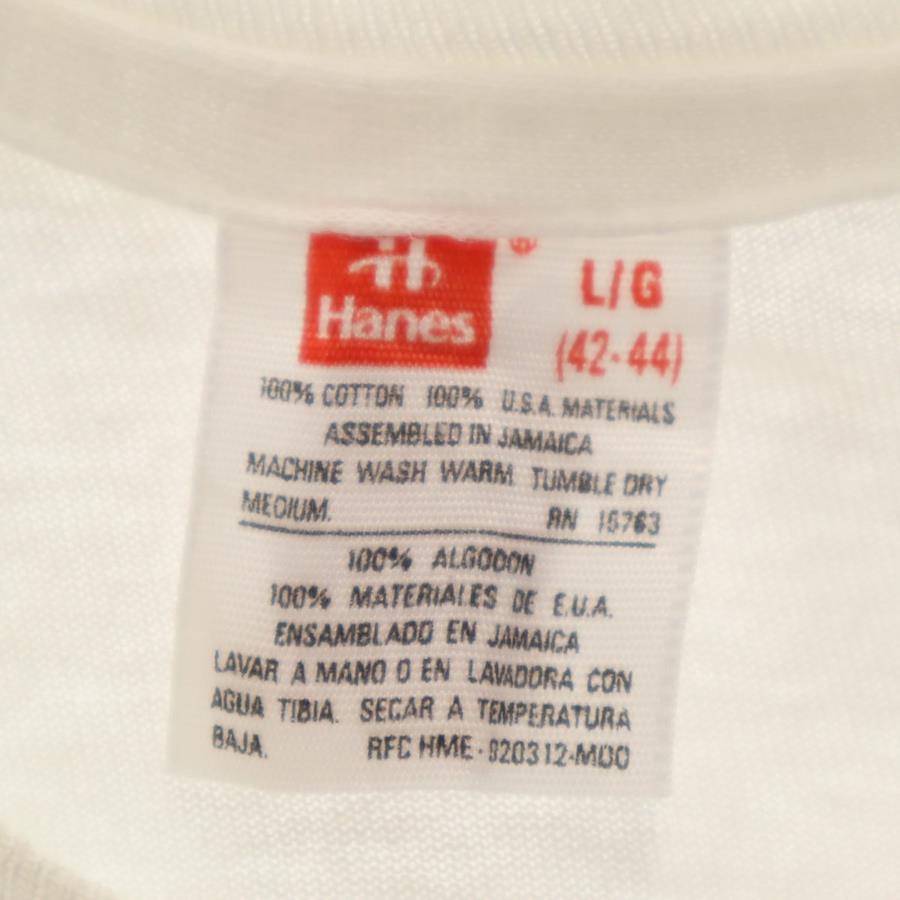 Hanes ®
L/G
(42-44)
100% COTTON 100% U.S.A. MATERIALS
ASSEMBLED IN JAMAICA
MACHINE WASH WARM TUMBLE DRY
MEDIUM. RN 15763
100% ALGODON
100% MATERIALES DE E.U.A.
ENSAMBLADO EN JAMAICA
LAVAR A MANO O EN LAVADORA CON
AGUA TIBIA. SECAR A TEMPERATURA
BAJA. RFC HME-920312-MOO